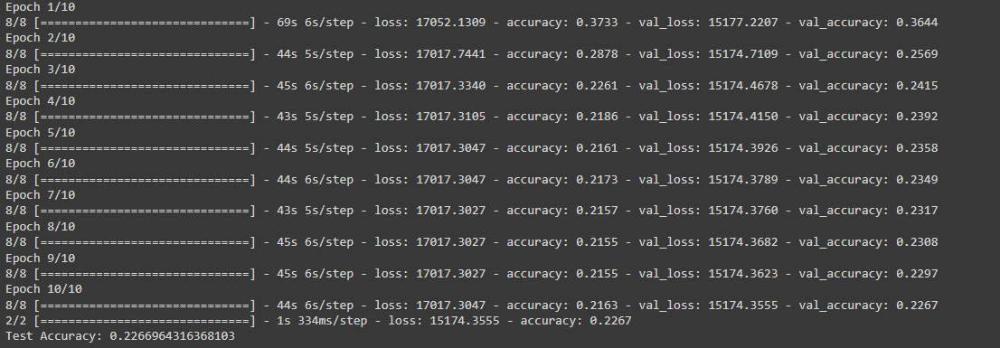 Epoch 1/10
8/8 [==============================] - 69s 6s/step - loss: 17052.1309 - accuracy: 0.3733 - val_loss: 15177.2207 - val_accuracy: 0.3644
Epoch 2/10
8/8 [==============================] - 44s 5s/step - loss: 17017.7441 - accuracy: 0.2878 - val_loss: 15174.7109 - val_accuracy: 0.2569
Epoch 3/10
8/8 [==============================] - 45s 6s/step - loss: 17017.3340 - accuracy: 0.2261 - val_loss: 15174.4678 - val_accuracy: 0.2415
Epoch 4/10
8/8 [==============================] - 43s 5s/step - loss: 17017.3105 - accuracy: 0.2186 - val_loss: 15174.4150 - val_accuracy: 0.2392
Epoch 5/10
8/8 [==============================] - 44s 5s/step - loss: 17017.3047 - accuracy: 0.2161 - val_loss: 15174.3926 - val_accuracy: 0.2358
Epoch 6/10
8/8 [==============================] - 44s 6s/step - loss: 17017.3047 - accuracy: 0.2173 - val_loss: 15174.3789 - val_accuracy: 0.2349
Epoch 7/10
8/8 [==============================] - 43s 5s/step - loss: 17017.3027 - accuracy: 0.2157 - val_loss: 15174.3760 - val_accuracy: 0.2317
Epoch 8/10
8/8 [==============================] - 45s 6s/step - loss: 17017.3027 - accuracy: 0.2155 - val_loss: 15174.3682 - val_accuracy: 0.2308
Epoch 9/10
8/8 [==============================] - 45s 6s/step - loss: 17017.3027 - accuracy: 0.2155 - val_loss: 15174.3623 - val_accuracy: 0.2297
Epoch 10/10
8/8 [==============================] - 44s 6s/step - loss: 17017.3047 - accuracy: 0.2163 - val_loss: 15174.3555 - val_accuracy: 0.2267
2/2 [==============================] - 1s 334ms/step - loss: 15174.3555 - accuracy: 0.2267
Test Accuracy: 0.2266964316368103